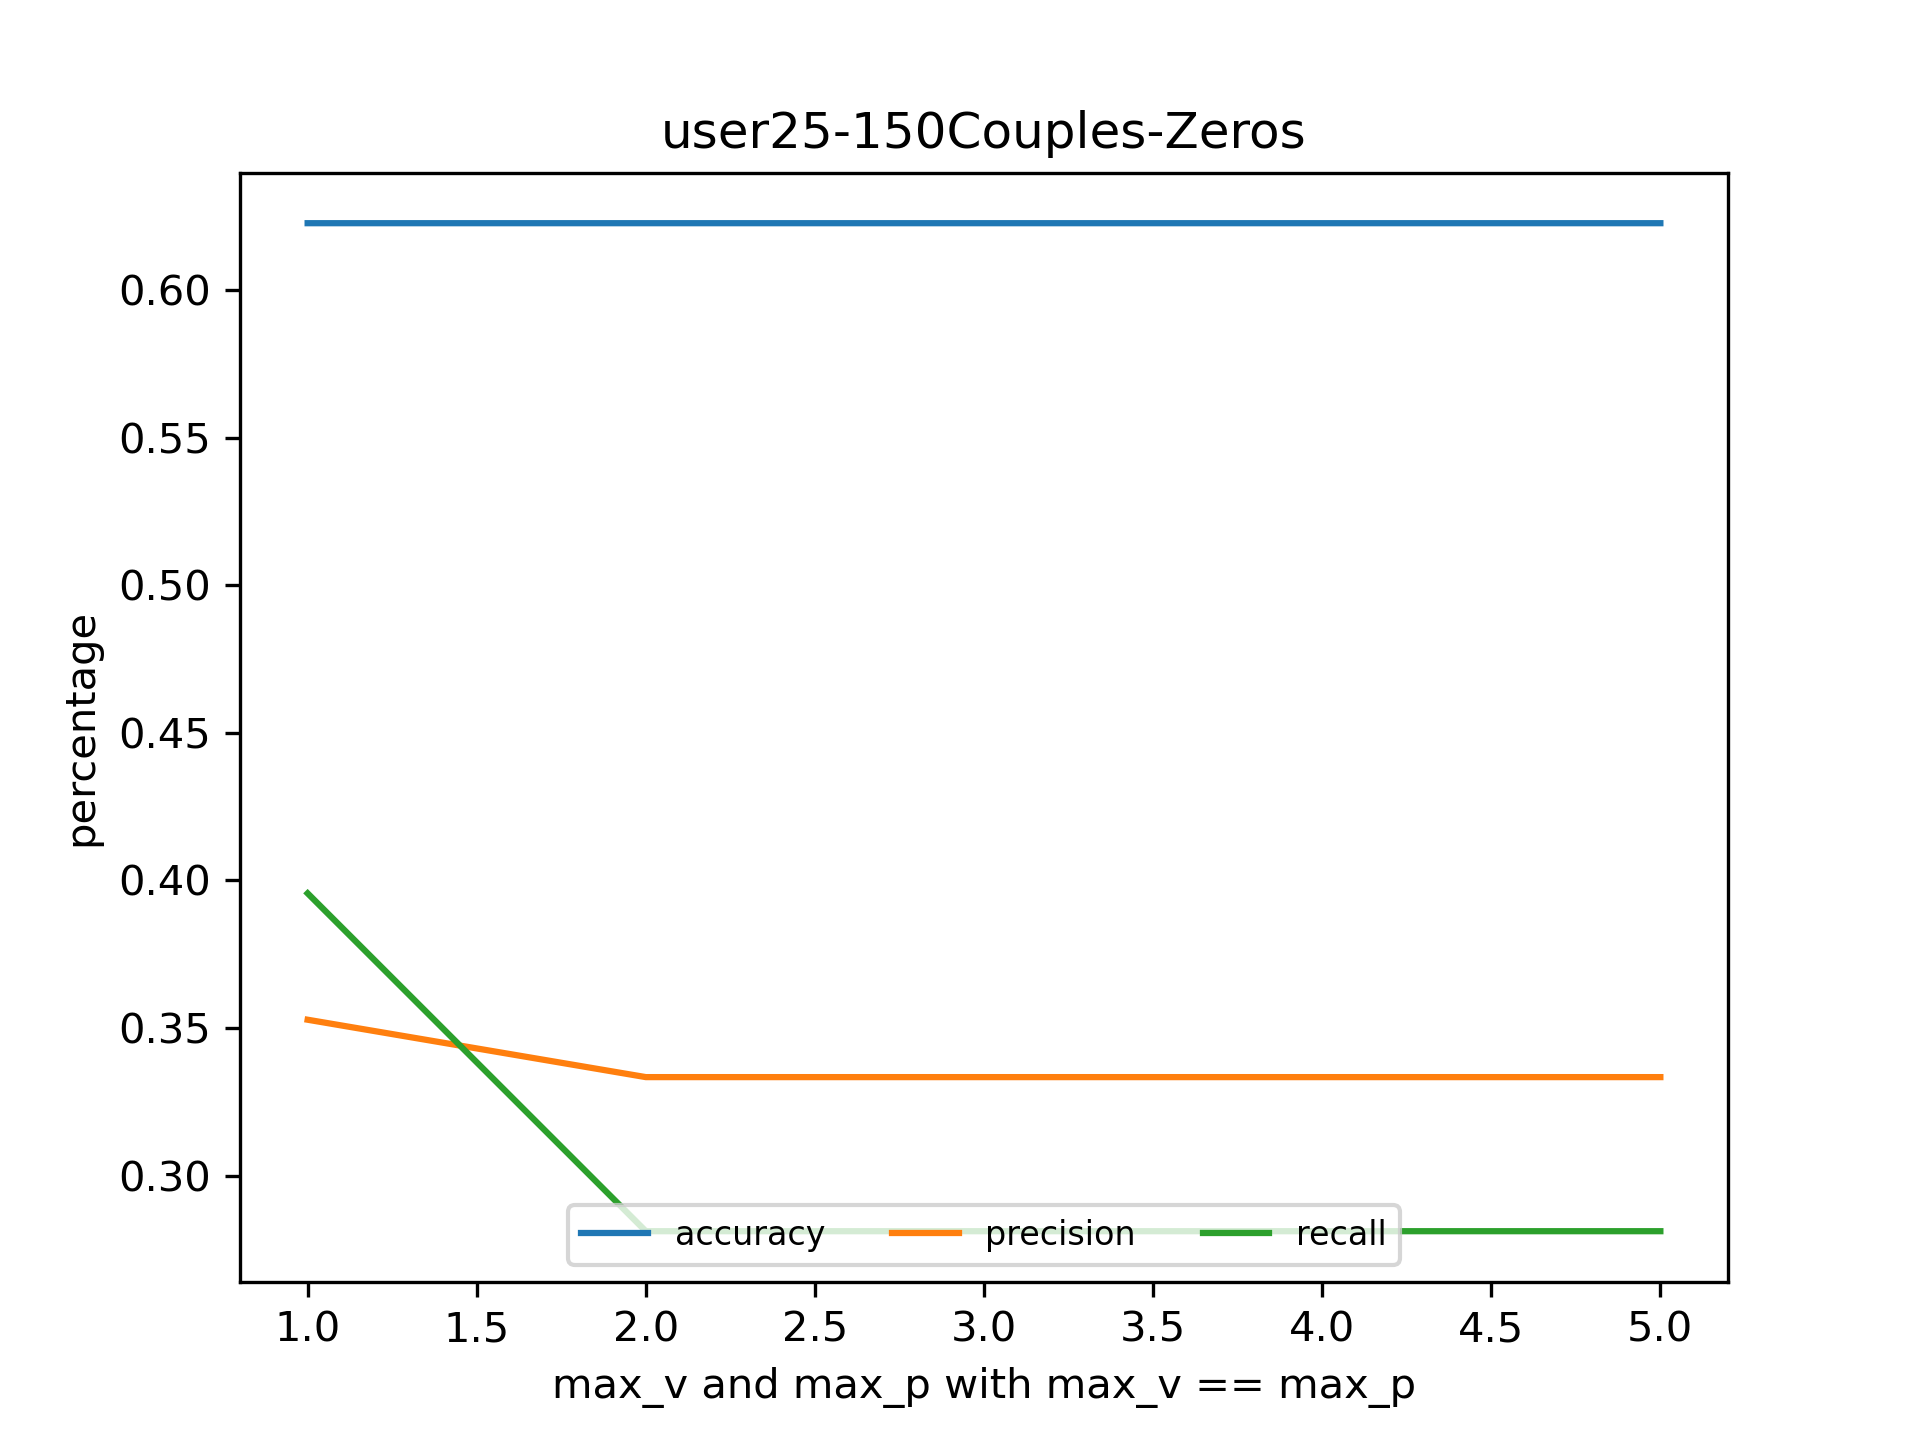 user25-150Couples-Zeros
percentage
0.60
0.55
0.50
0.45
0.40
0.35
0.30
accuracy precision recall
1.0 1.5 2.0 2.5 3.0 3.5 4.0 4.5 5.0
max_v and max_p with max_v == max_p